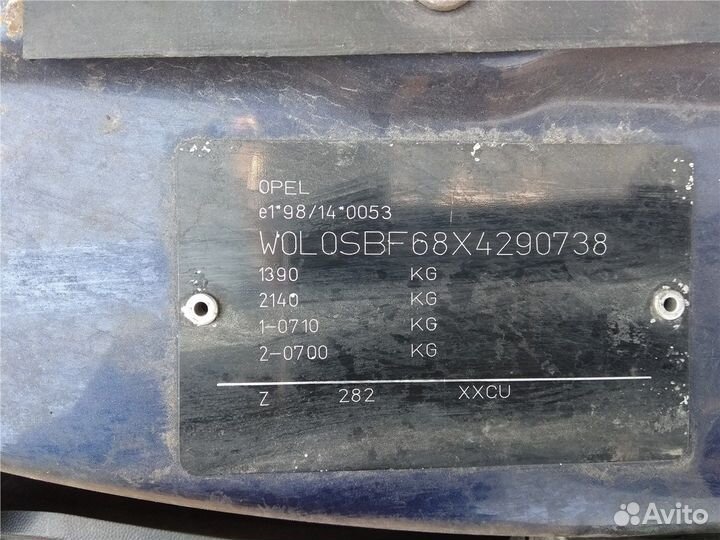 OPEL
e1*98/14*0053
W0L0SBF68X4290738
1390 KG
2140 KG
1-0710 KG
2-0700 KG
Z 282 XXCU
Avito